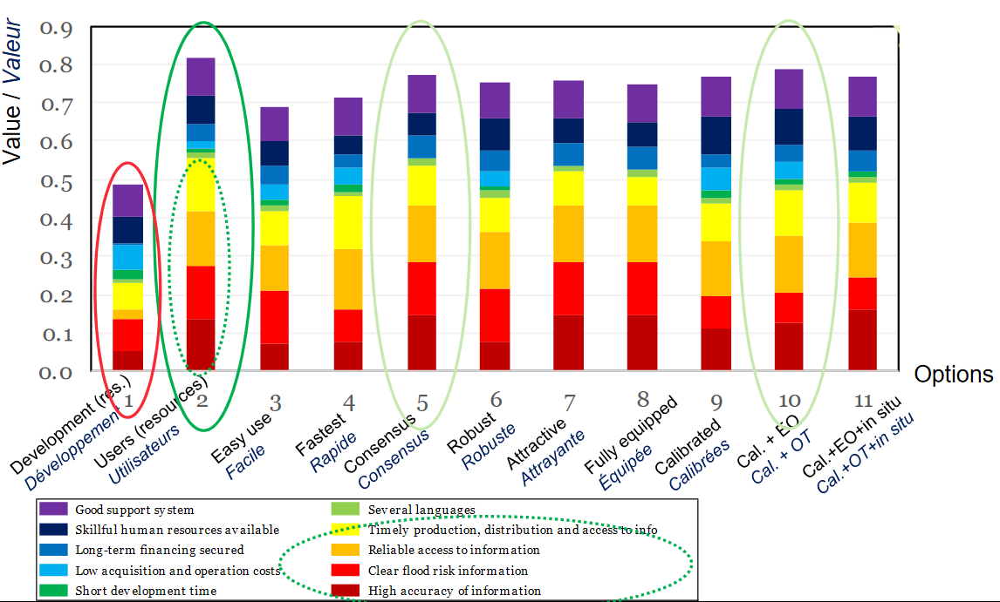 Value / Valeur
0.9
0.8
0.7
0.6
0.5
0.4
0.3
0.2
0.1
0.0
Options
1
2
3
4
5
6
7
8
9
10
11
Development (res.)
Développement
Users (resources)
Utilisateurs
Easy use
Facile
Fastest
Rapide
Consensus
Consensus
Robust
Robuste
Attractive
Attrayante
Fully equipped
Équipée
Calibrated
Calibrées
Cal. + EO
Cal. + OT
Cal.+EO+in situ
Cal.+OT+in situ
Good support system
Skillful human resources available
Long-term financing secured
Low acquisition and operation costs
Short development time
Several languages
Timely production, distribution and access to info
Reliable access to information
Clear flood risk information
High accuracy of information